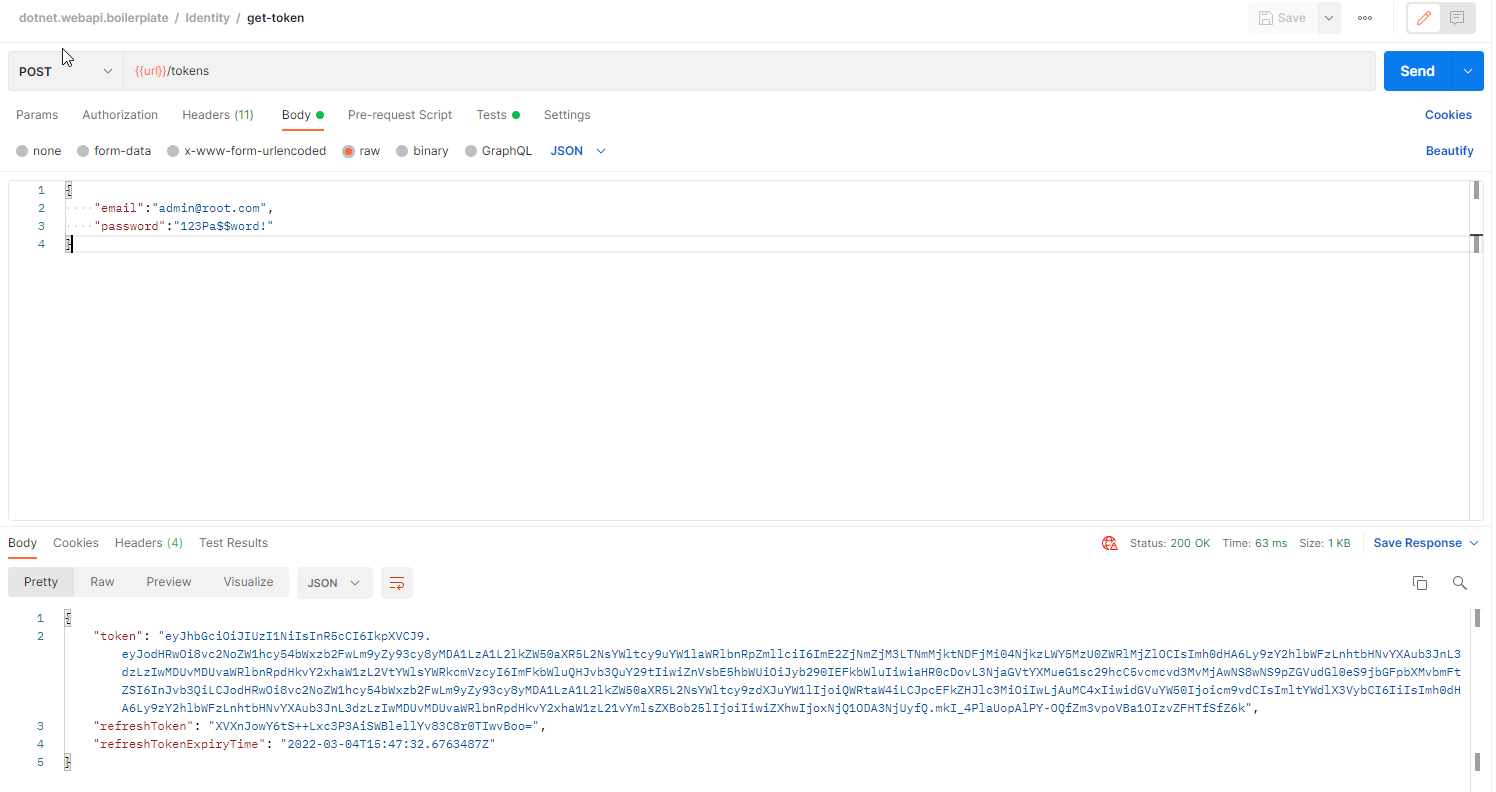 dotnet.webapi.boilerplate / Identity / get-token
Save
POST
{{url}}/tokens
Send
Params Authorization Headers (11) Body Pre-request Script Tests Settings
Cookies
none form-data x-www-form-urlencoded raw binary GraphQL JSON
Beautify
1 {
2 "email":"admin@root.com",
3 "password":"123Pa$$word!"
4 }
Body Cookies Headers (4) Test Results
Status: 200 OK Time: 63 ms Size: 1 KB Save Response
Pretty Raw Preview Visualize JSON
1 {
2 "token": "eyJhbGciOiJIUzI1NiIsInR5cCI6IkpXVCJ9.
eyJodHRwOi8vc2NoZW1hcy54bWxzb2FwLm9yZy93cy8yMDA1LzA1L2lkZW50aXR5L2NsYWltcy9uYW1laWRlbnRpZmllciI6ImE2ZjNmZjM3LTNmMjktNDFjMi04NjkzLWY5MzU0ZWRlMjZlOCIsImh0dHA6Ly9zY2hlbWFzLnhtbHNvYXAub3JnL3
dzLzIwMDUvMDUvaWRlbnRpdHkvY2xhaW1zL2VtYWlsYWRkcmVzcyI6ImFkbWluQHJvb3QuY29tIiwiZnVsbE5hbWUiOiJyb290IEFkbWluIiwiaHR0cDovL3NjaGVtYXMueG1sc29hcC5vcmcvd3MvMjAwNS8wNS9pZGVudGl0eS9jbGFpbXMvbmFt
ZSI6InJvb3QiLCJodHRwOi8vc2NoZW1hcy54bWxzb2FwLm9yZy93cy8yMDA1LzA1L2lkZW50aXR5L2NsYWltcy9zdXJuYW1lIjoiQWRtaW4iLCJpcEFkZHJlc3MiOiIwLjAuMC4xIiwidGVuYW50Ijoicm9vdCIsImltYWdlX3VybCI6IiIsImh0dH
A6Ly9zY2hlbWFzLnhtbHNvYXAub3JnL3dzLzIwMDUvMDUvaWRlbnRpdHkvY2xhaW1zL21vYmlsZXBob25lIjoiIiwiZXhwIjoxNjQ1ODA3NjUyfQ.mkI_4PlaUopAlPY-OQfZm3vpoVBa1OIzvZFHTfSfZ6k",
3 "refreshToken": "XVXnJowY6tS++Lxc3P3AiSWBlellYv83C8r0TIwvBoo=",
4 "refreshTokenExpiryTime": "2022-03-04T15:47:32.6763487Z"
5 }